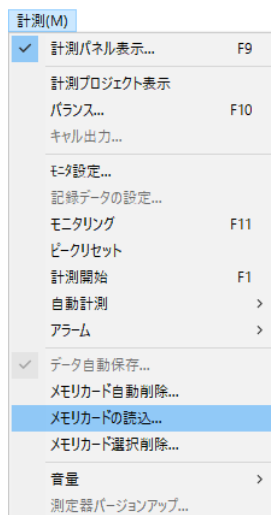 計測(M)
計測パネル表示... F9
計測プロジェクト表示
バランス... F10
キャル出力...
ﾓﾆﾀ設定...
記録データの設定...
モニタリング F11
ピークリセット
計測開始 F1
自動計測
アラーム
データ自動保存...
メモリカード自動削除...
メモリカードの読込...
メモリカード選択削除...
音量
測定器バージョンアップ...